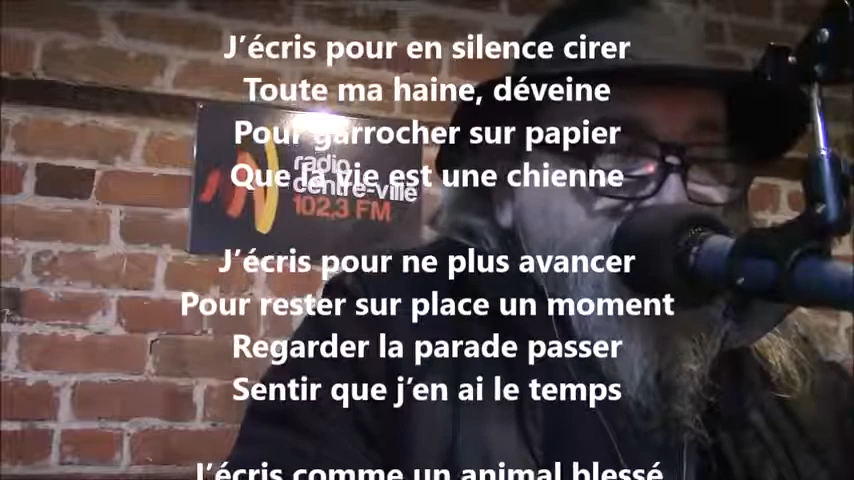 J'écris pour en silence cirer
Toute ma haine, déveine
Pour garrocher sur papier
Que la vie est une chienne
radio
centre-ville
102,3 FM
J'écris pour ne plus avancer
Pour rester sur place un moment
Regarder la parade passer
Sentir que j'en ai le temps
J'écris comme un animal blessé